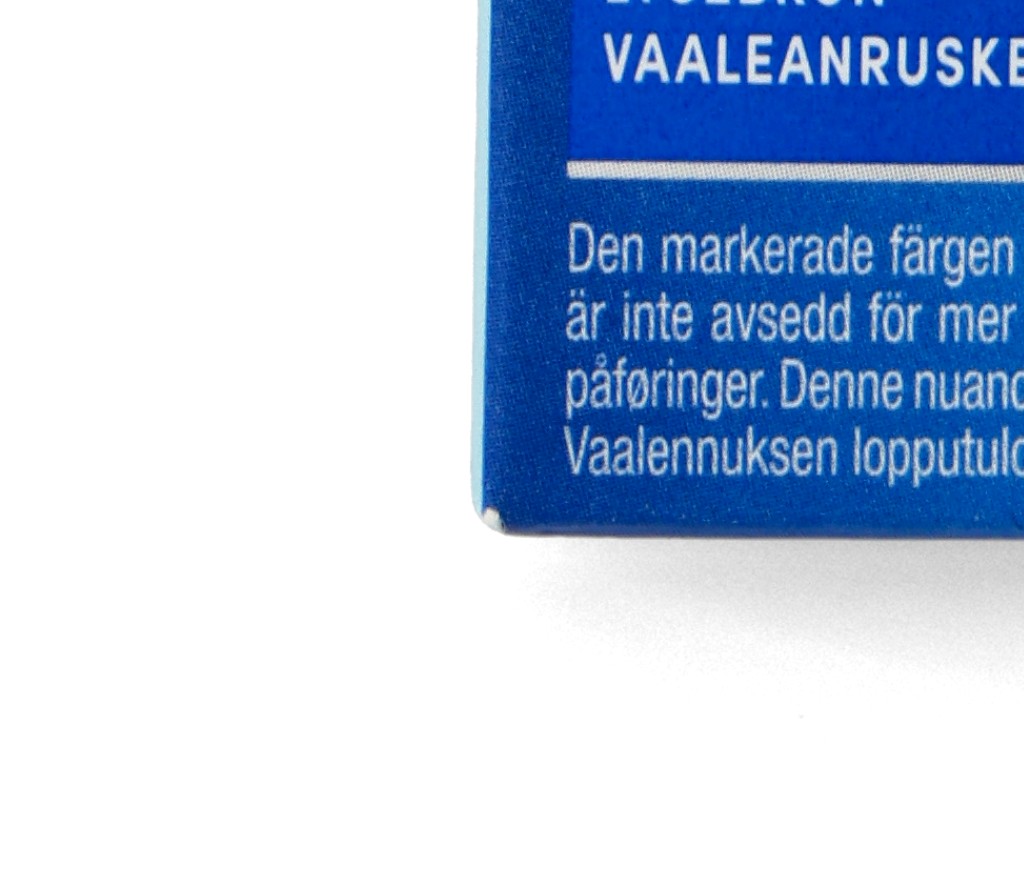 VAALEANRUSKE
Den markerade färgen
är inte avsedd för mer
påføringer. Denne nuanc
Vaalennuksen lopputulo